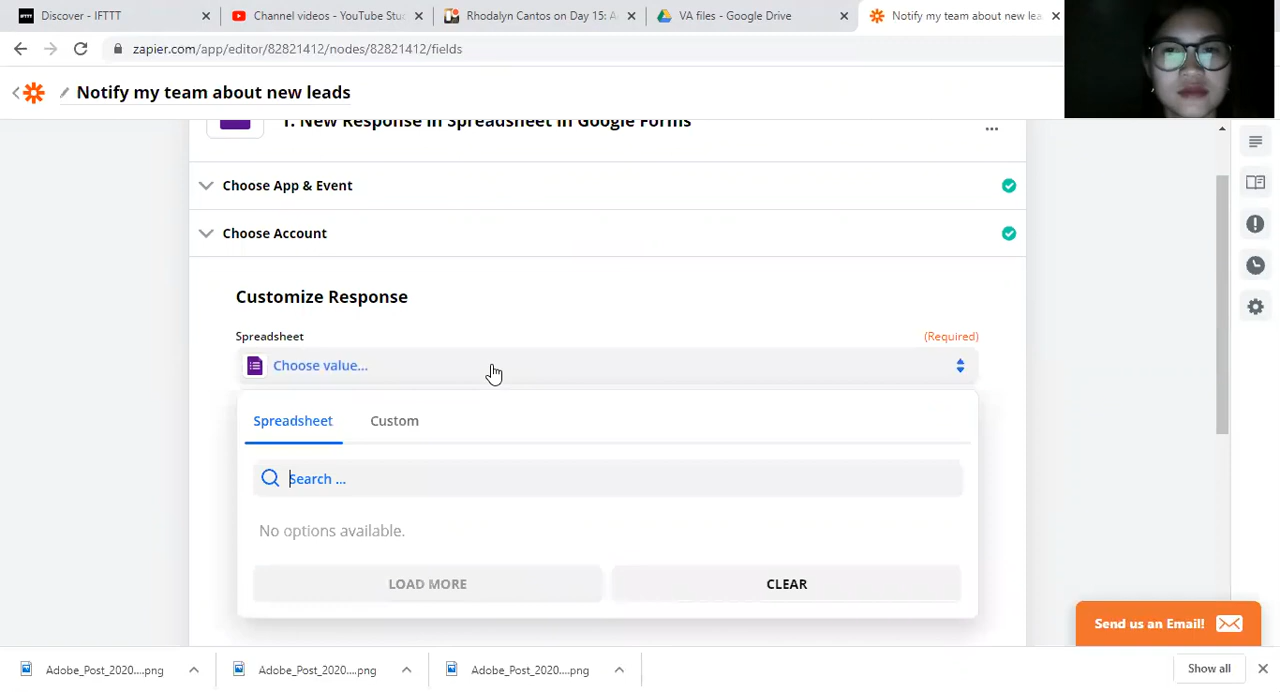 Discover - IFTTT
Channel videos - YouTube Stu
Rhodalyn Cantos on Day 15: A
VA files - Google Drive
Notify my team about new lea
zapier.com/app/editor/82821412/nodes/82821412/fields
Notify my team about new leads
1. New Response in Spreadsheet in Google Forms
Choose App & Event
Choose Account
Customize Response
Spreadsheet
(Required)
Choose value...
Spreadsheet
Custom
Search ...
No options available.
LOAD MORE
CLEAR
Send us an Email!
Adobe_Post_2020....png
Adobe_Post_2020....png
Adobe_Post_2020....png
Show all